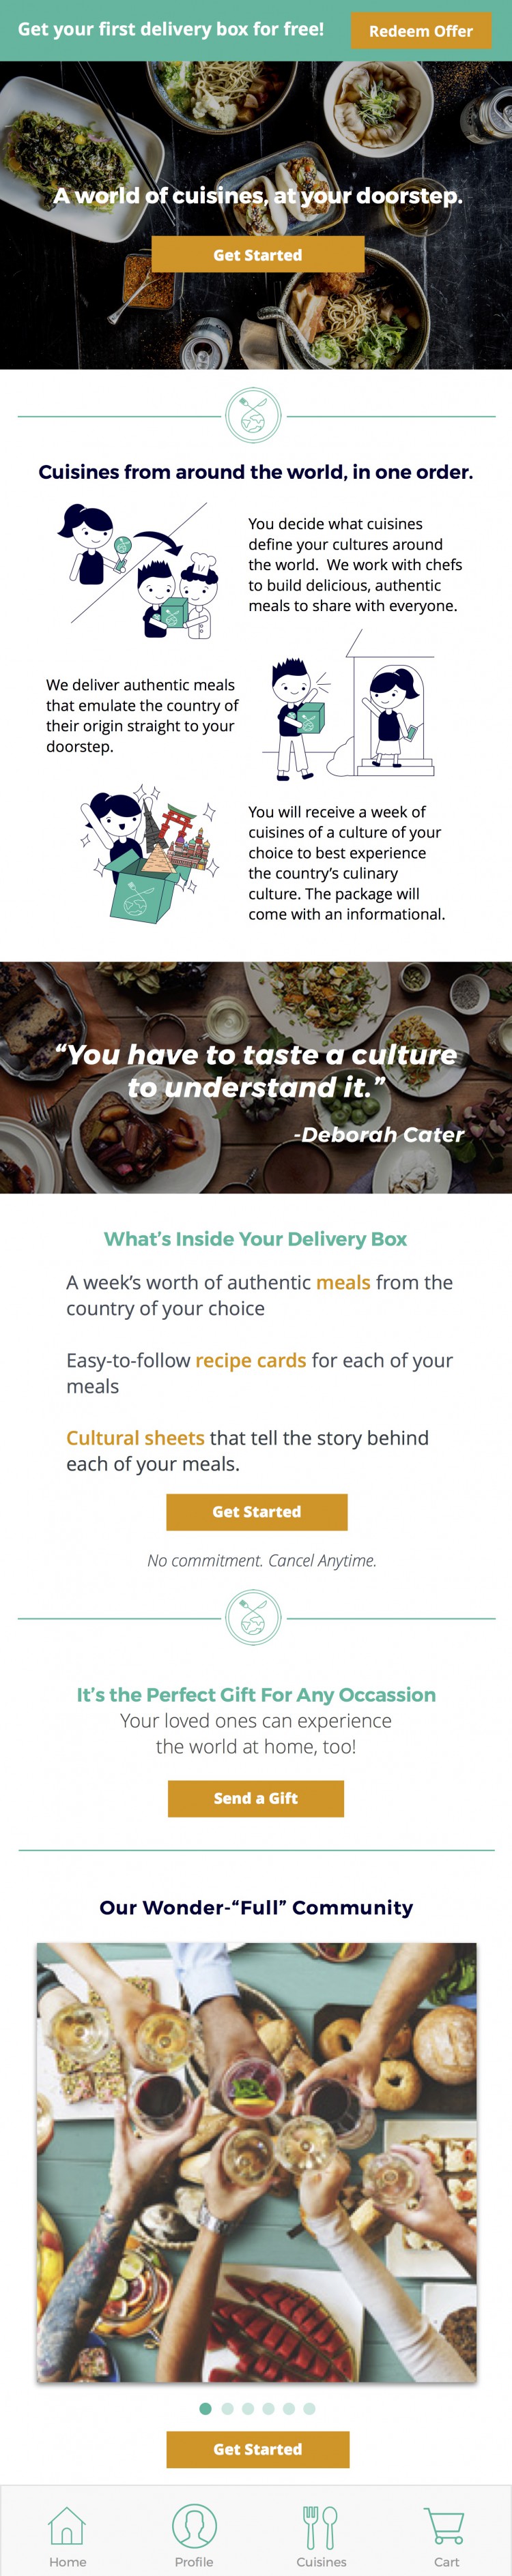 Get your first delivery box for free!
Redeem Offer
A world of cuisines, at your doorstep.
Get Started
Cuisines from around the world, in one order.
You decide what cuisines
define your cultures around
the world.  We work with chefs
to build delicious, authentic
meals to share with everyone.
We deliver authentic meals
that emulate the country of
their origin straight to your
doorstep.
You will receive a week of
cuisines of a culture of your
choice to best experience
the country's culinary
culture. The package will
come with an informational.
“You have to taste a culture
to understand it.”
-Deborah Cater
What's Inside Your Delivery Box
A week's worth of authentic meals from the
country of your choice
Easy-to-follow recipe cards for each of your
meals
Cultural sheets that tell the story behind
each of your meals.
Get Started
No commitment. Cancel Anytime.
It's the Perfect Gift For Any Occassion
Your loved ones can experience
the world at home, too!
Send a Gift
Our Wonder-“Full” Community
Get Started
Home
Profile
Cuisines
Cart